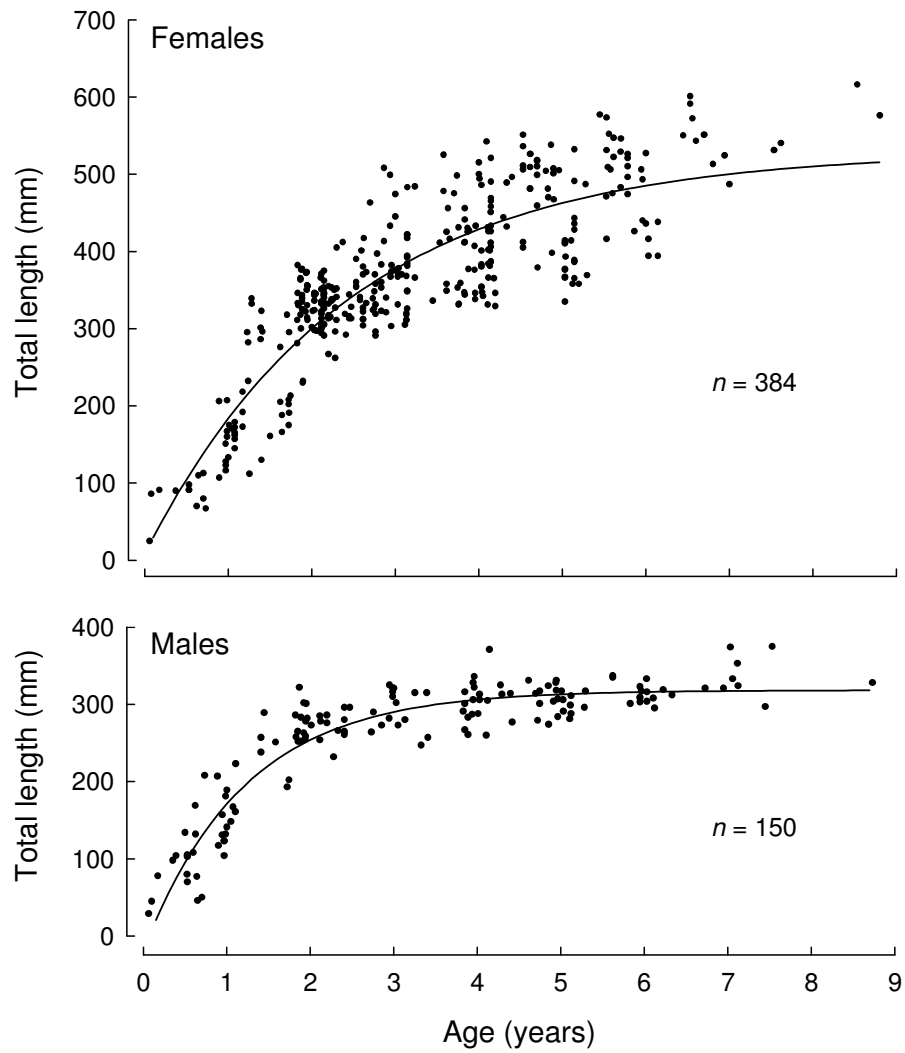 Females
Total length (mm)
700
600
500
400
300
200
100
0
n = 384
Males
Total length (mm)
400
300
200
100
0
n = 150
0 1 2 3 4 5 6 7 8 9
Age (years)